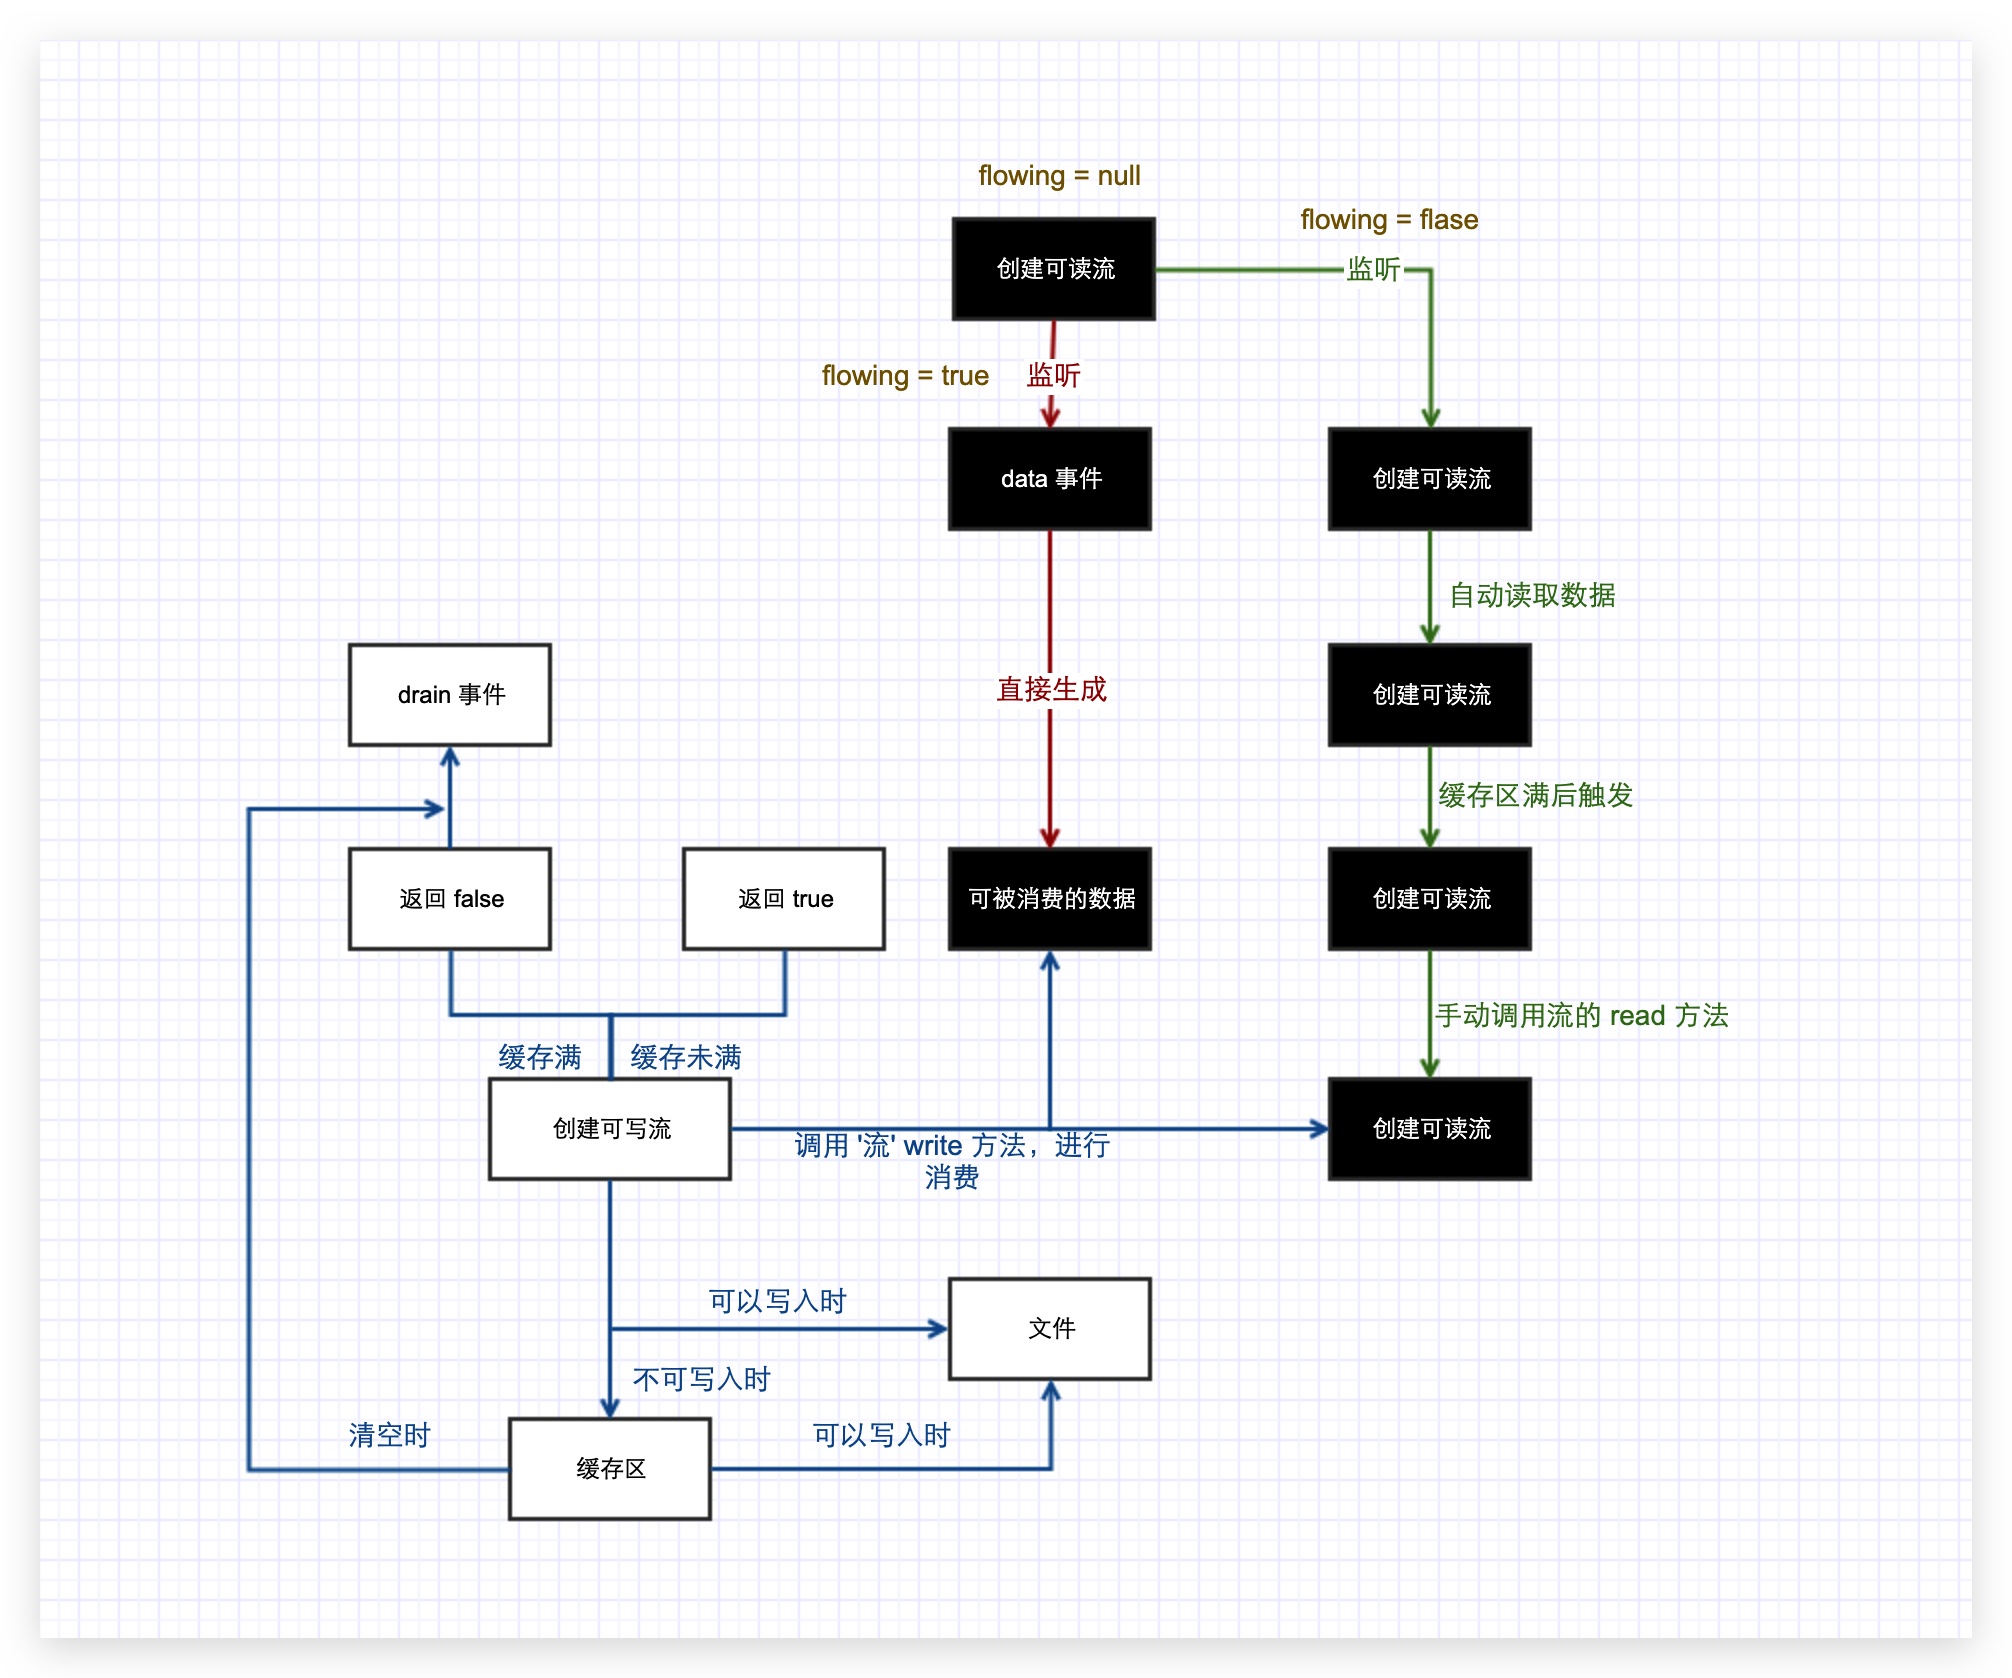 flowing = null
flowing = flase
创建可读流
监听
flowing = true
监听
data 事件
创建可读流
自动读取数据
drain 事件
直接生成
创建可读流
缓存区满后触发
返回 false
返回 true
可被消费的数据
创建可读流
手动调用流的 read 方法
缓存满
缓存未满
创建可写流
调用 '流' write 方法，进行
消费
创建可读流
可以写入时
文件
不可写入时
清空时
可以写入时
缓存区